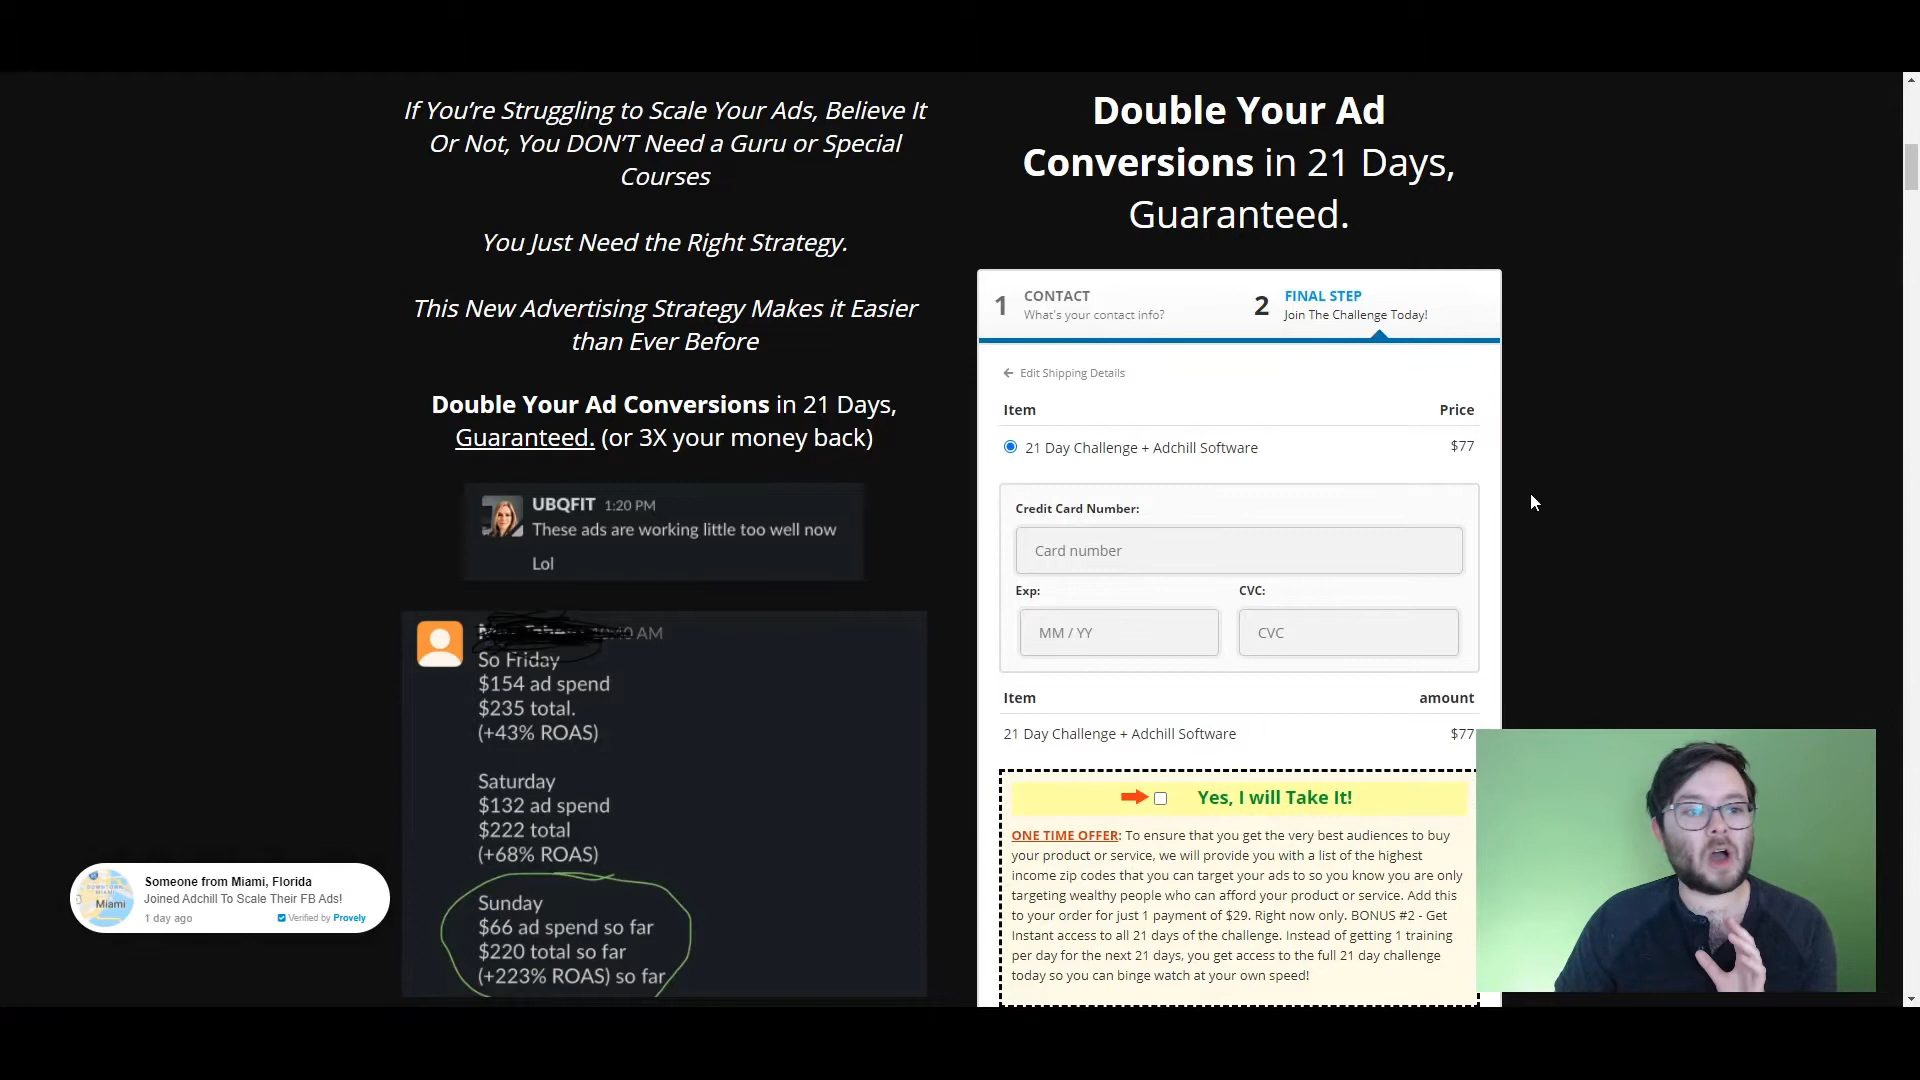 If You're Struggling to Scale Your Ads, Believe It
Or Not, You DON'T Need a Guru or Special
Courses
You Just Need the Right Strategy.
This New Advertising Strategy Makes it Easier
than Ever Before
Double Your Ad Conversions in 21 Days,
Guaranteed. (or 3X your money back)
UBQFIT 1:20 PM
These ads are working little too well now
Lol
AM
So Friday
$154 ad spend
$235 total.
(+43% ROAS)
Saturday
$132 ad spend
$222 total
(+68% ROAS)
Sunday
$66 ad spend so far
$220 total so far
(+223% ROAS) so far
Miami
Someone from Miami, Florida
Joined Adchill To Scale Their FB Ads!
1 day ago
Verified by Provely
Double Your Ad
Conversions in 21 Days,
Guaranteed.
1 CONTACT
What's your contact info?
2 FINAL STEP
Join The Challenge Today!
Edit Shipping Details
Item Price
21 Day Challenge + Adchill Software $77
Credit Card Number:
Card number
Exp: CVC:
MM / YY CVC
Item amount
21 Day Challenge + Adchill Software $77
Yes, I will Take It!
ONE TIME OFFER: To ensure that you get the very best audiences to buy
your product or service, we will provide you with a list of the highest
income zip codes that you can target your ads to so you know you are only
targeting wealthy people who can afford your product or service. Add this
to your order for just 1 payment of $29. Right now only. BONUS #2 - Get
Instant access to all 21 days of the challenge. Instead of getting 1 training
per day for the next 21 days, you get access to the full 21 day challenge
today so you can binge watch at your own speed!